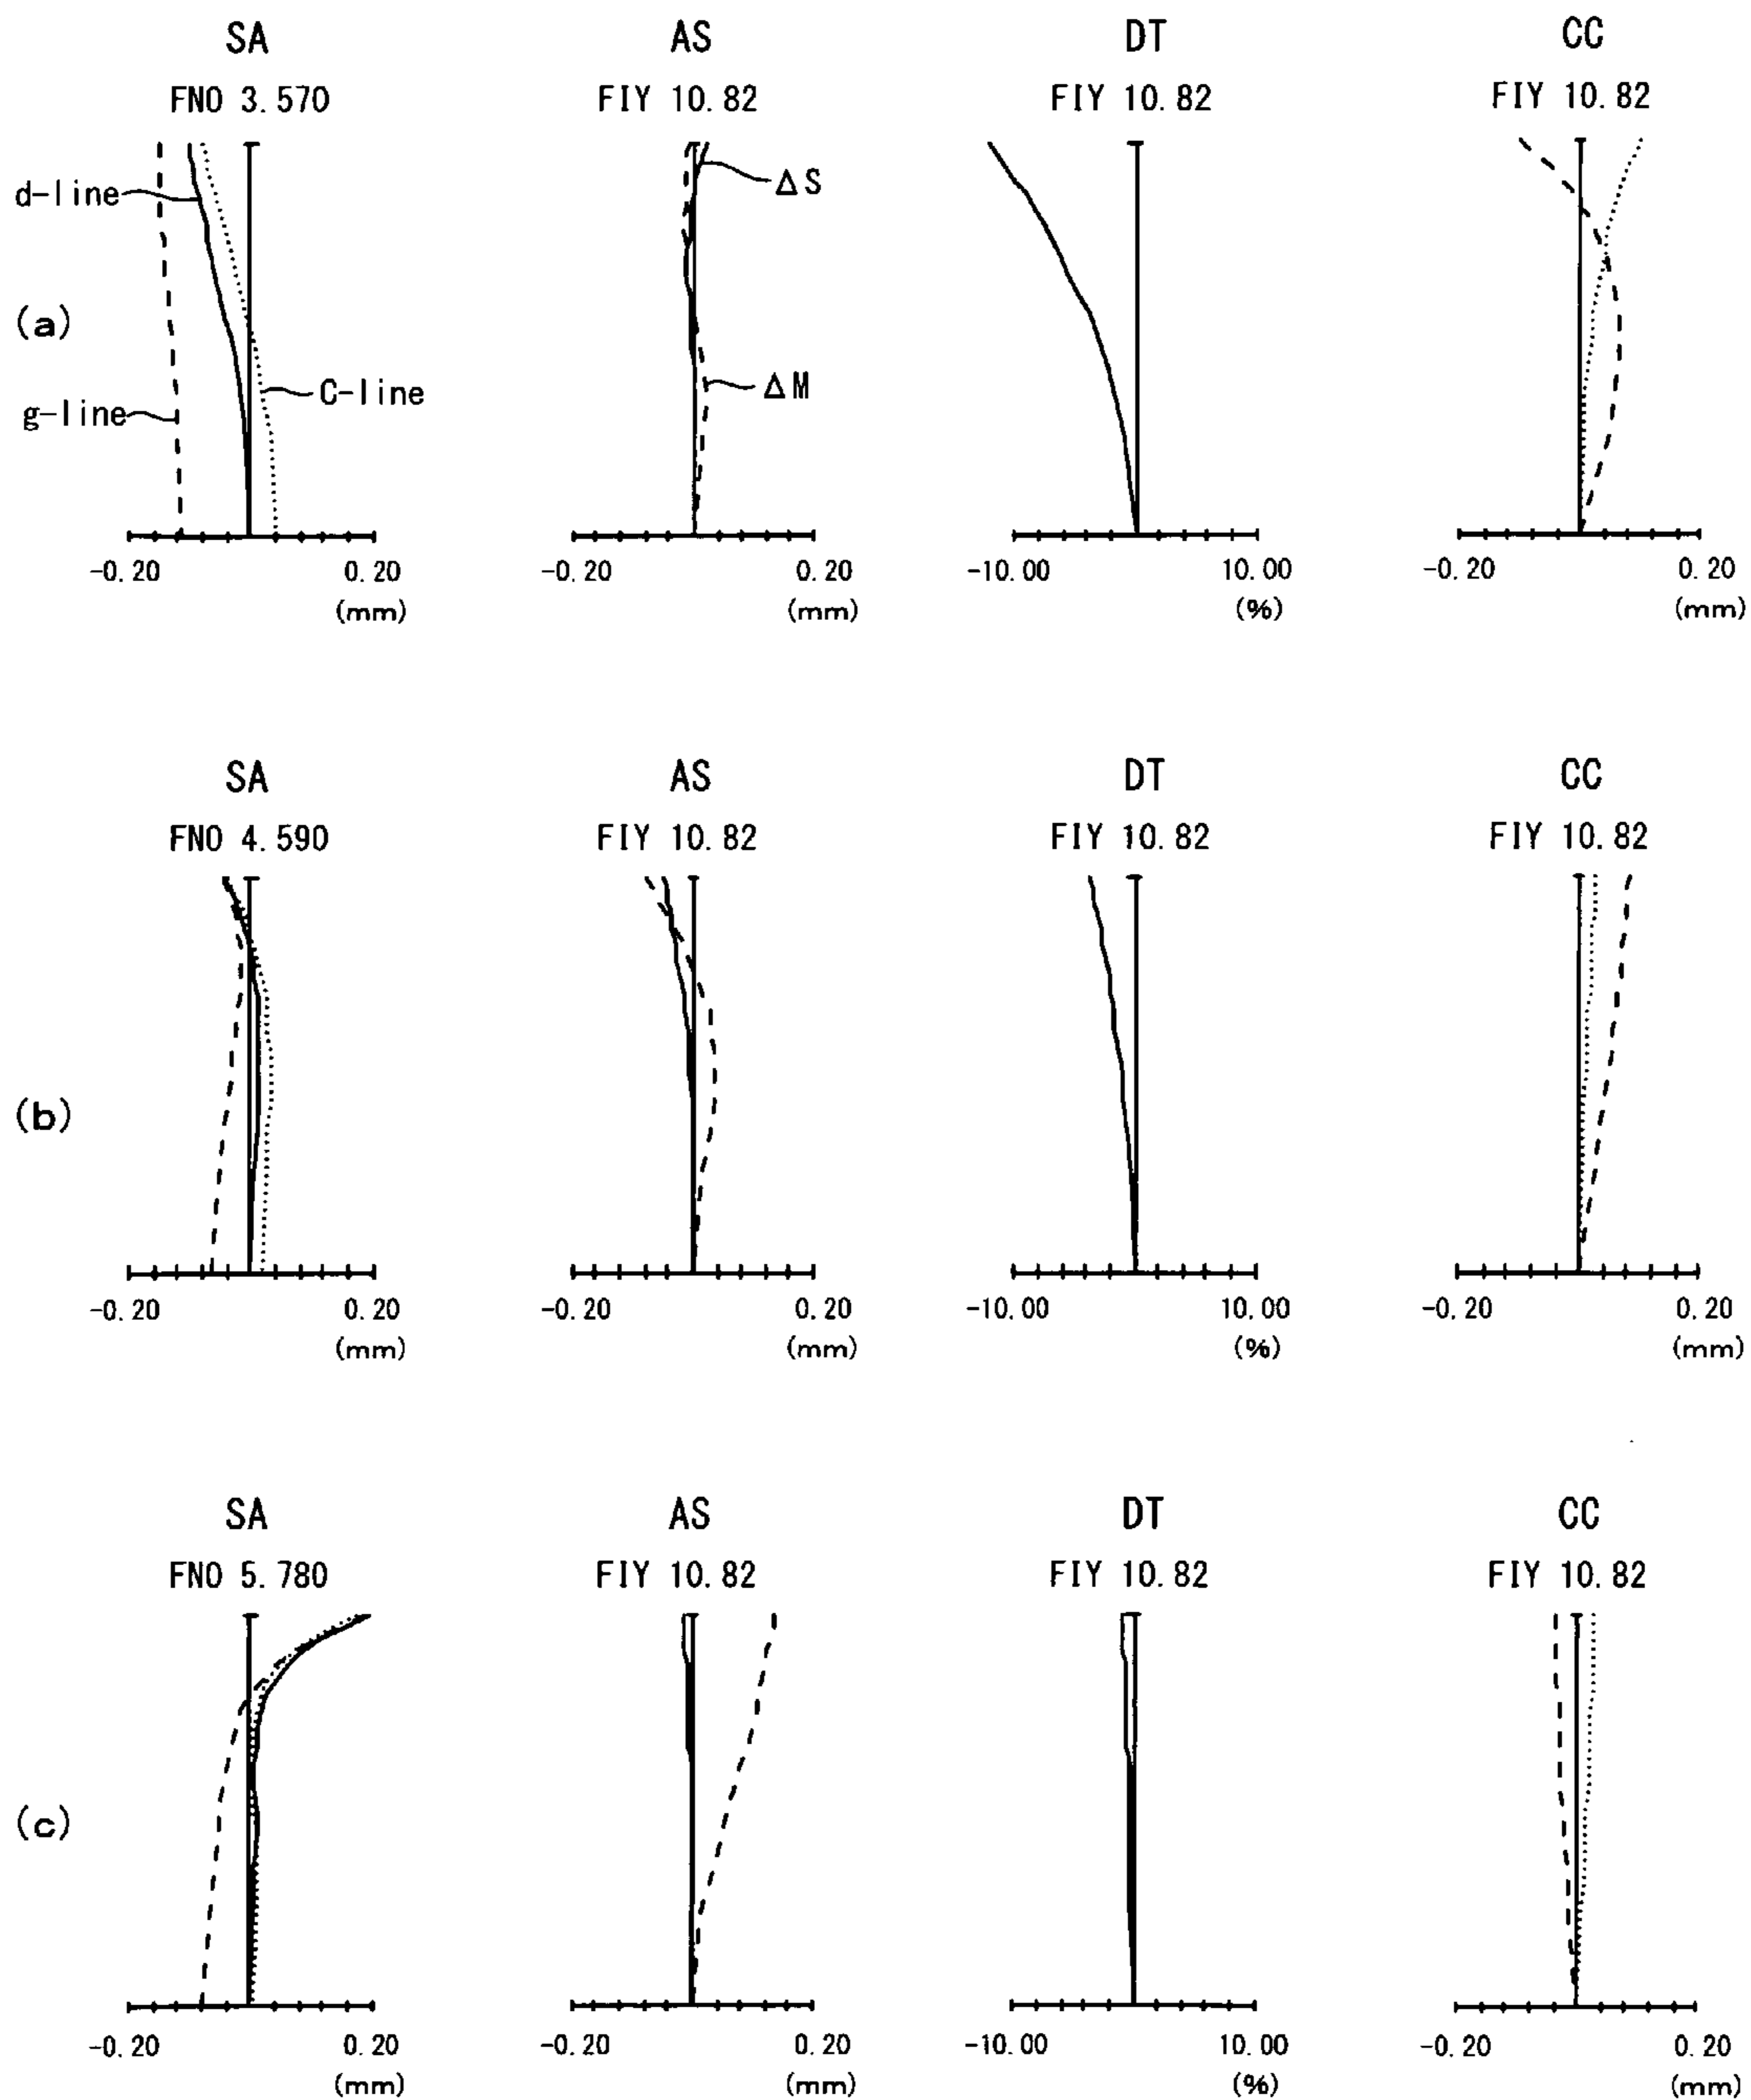 SA AS DT CC
FNO 3.570 FIY 10.82 FIY 10.82 FIY 10.82
d-line ΔS
(a)
g-line C-line ΔM
-0.20 0.20 -0.20 0.20 -10.00 10.00 -0.20 0.20
(mm) (mm) (%) (mm)
SA AS DT CC
FNO 4.590 FIY 10.82 FIY 10.82 FIY 10.82
(b)
-0.20 0.20 -0.20 0.20 -10.00 10.00 -0.20 0.20
(mm) (mm) (%) (mm)
SA AS DT CC
FNO 5.780 FIY 10.82 FIY 10.82 FIY 10.82
(c)
-0.20 0.20 -0.20 0.20 -10.00 10.00 -0.20 0.20
(mm) (mm) (%) (mm)